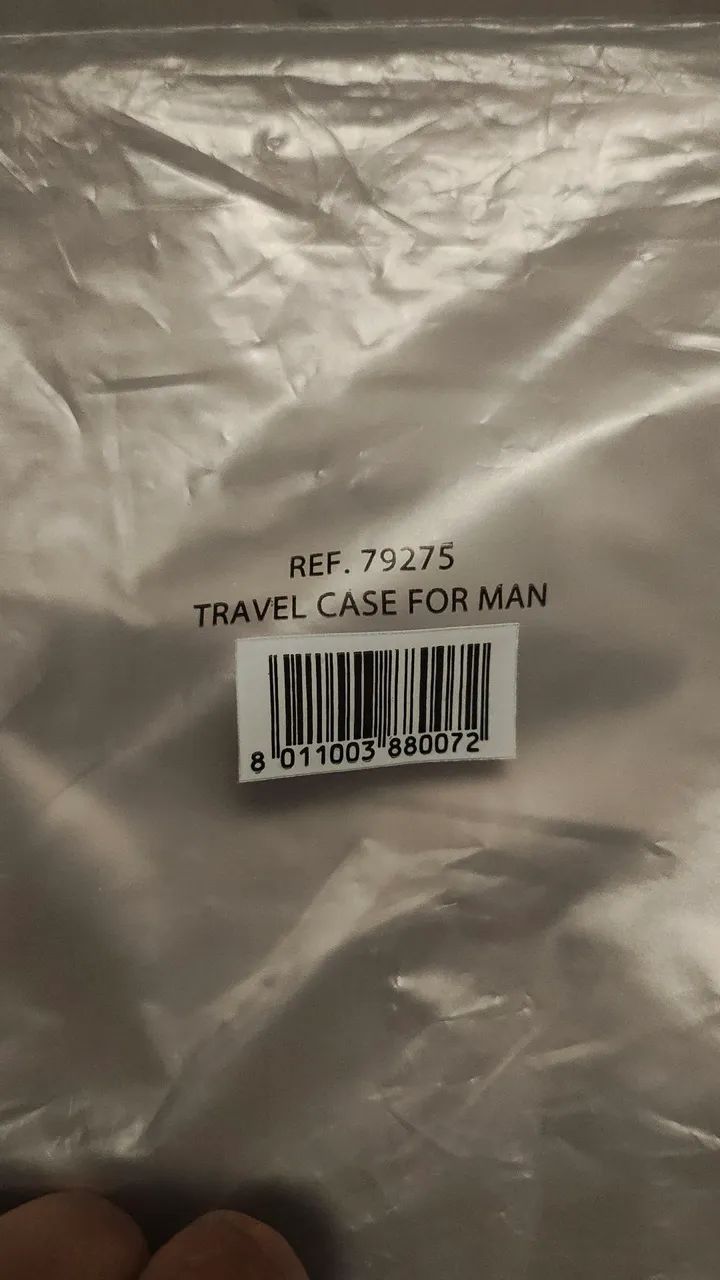 REF. 79275
TRAVEL CASE FOR MAN
8 011003 880072